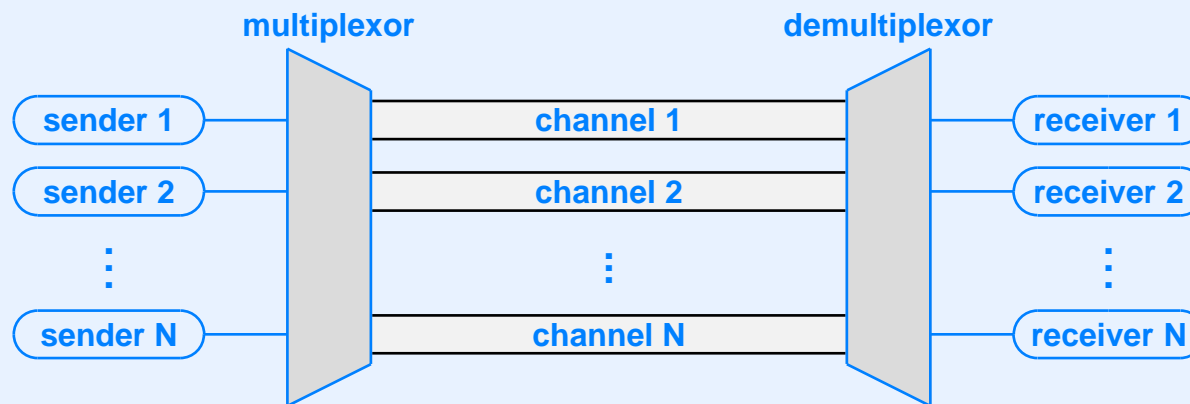 multiplexor demultiplexor
sender 1 channel 1 receiver 1
sender 2 channel 2 receiver 2
sender N channel N receiver N